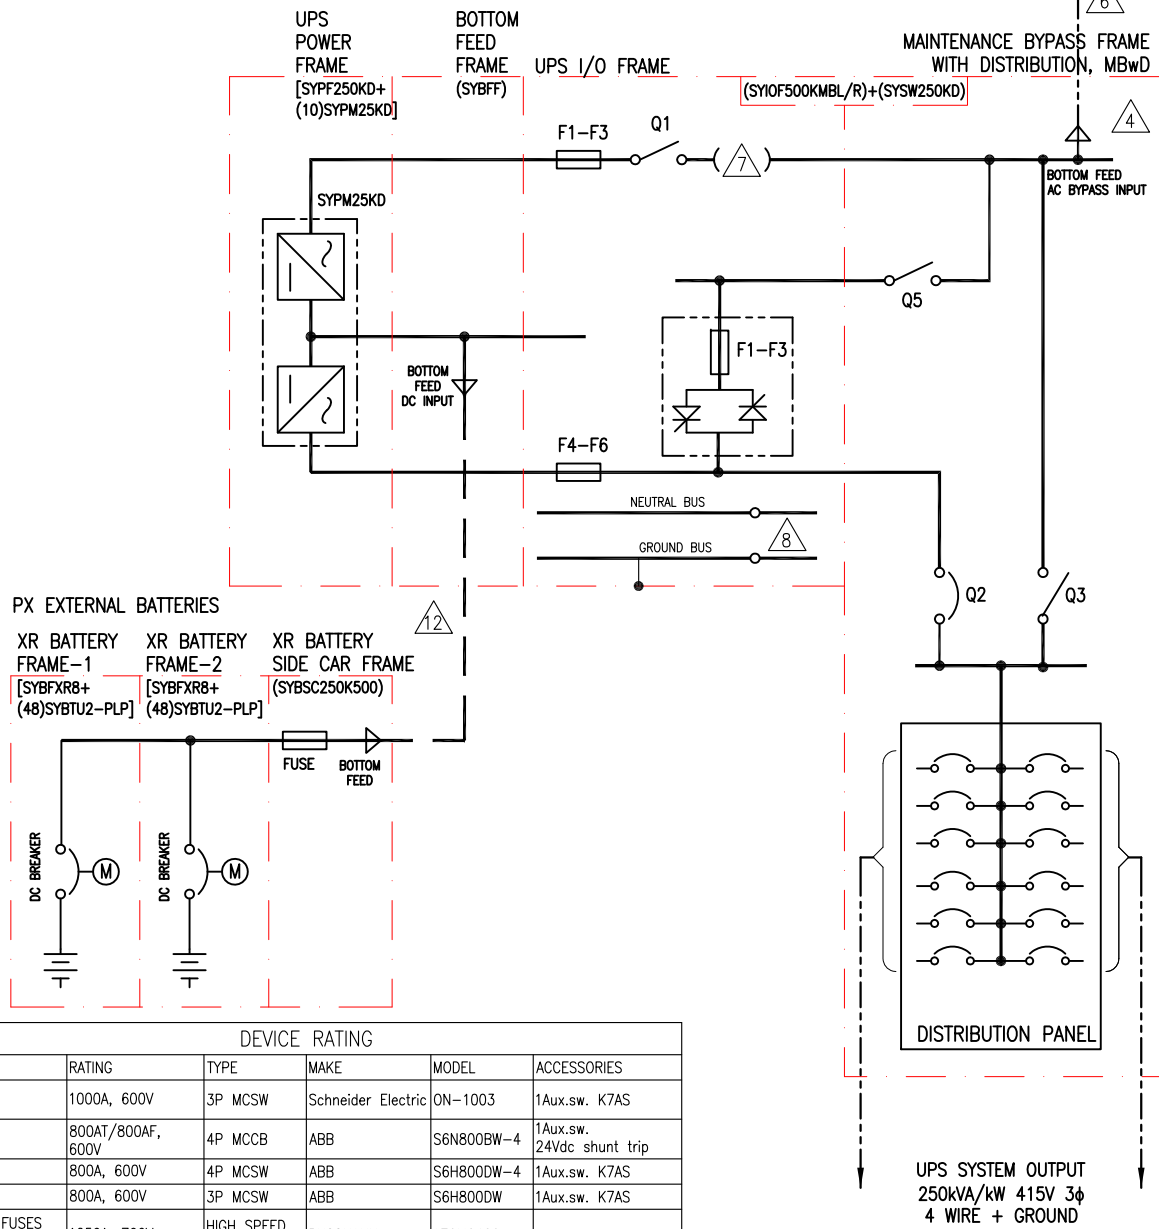 6
UPS
POWER
FRAME
[SYPF250KD+
(10)SYPM25KD]
BOTTOM
FEED
FRAME
(SYBFF)
UPS I/O FRAME
MAINTENANCE BYPASS FRAME
WITH DISTRIBUTION, MBwD
(SYIOF500KMBL/R)+(SYSW250KD)
4
F1-F3
Q1
7
BOTTOM FEED
AC BYPASS INPUT
SYPM25KD
Q5
F1-F3
BOTTOM
FEED
DC INPUT
F4-F6
NEUTRAL BUS
GROUND BUS
8
Q2
Q3
PX EXTERNAL BATTERIES
12
XR BATTERY
FRAME-1
[SYBFXR8+
(48)SYBTU2-PLP]
XR BATTERY
FRAME-2
[SYBFXR8+
(48)SYBTU2-PLP]
XR BATTERY
SIDE CAR FRAME
(SYBSC250K500)
FUSE
BOTTOM
FEED
DC BREAKER
M
DC BREAKER
M
DISTRIBUTION PANEL
DEVICE RATING
RATING TYPE MAKE MODEL ACCESSORIES
1000A, 600V 3P MCSW Schneider Electric ON-1003 1Aux.sw. K7AS
800AT/800AF,
600V 4P MCCB ABB S6N800BW-4 1Aux.sw.
24Vdc shunt trip
800A, 600V 4P MCSW ABB S6H800DW-4 1Aux.sw. K7AS
800A, 600V 3P MCSW ABB S6H800DW 1Aux.sw. K7AS
FUSES HIGH SPEED
UPS SYSTEM OUTPUT
250kVA/kW 415V 3ϕ
4 WIRE + GROUND